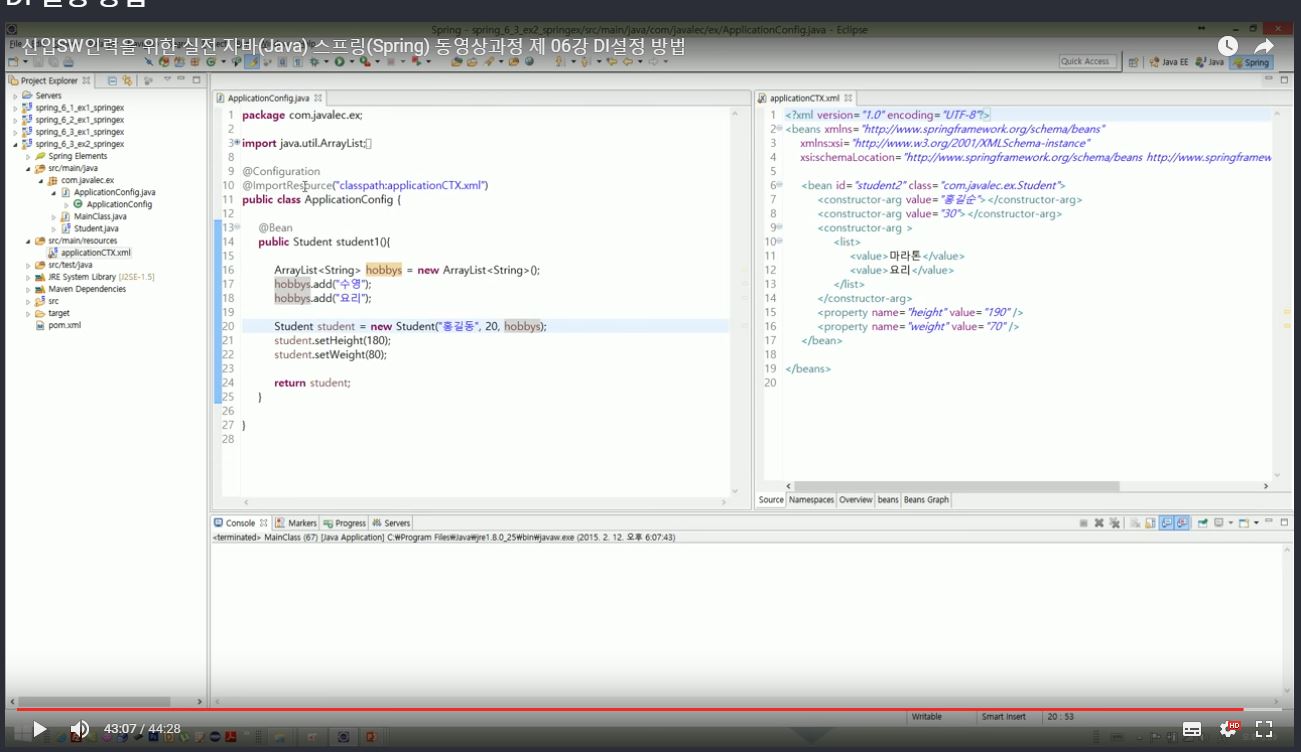 DI 설정 방법
Spring - spring_6_3_ex2_springex/src/main/java/com/javalec/ex/ApplicationConfig.java - Eclipse
신입SW인력을 위한 실전 자바(Java) 스프링(Spring) 동영상과정 제 06강 DI설정 방법
Quick Access
Java EE
Java
Spring
Project Explorer
Servers
spring_6_1_ex1_springex
spring_6_2_ex1_springex
spring_6_3_ex1_springex
spring_6_3_ex2_springex
Spring Elements
src/main/java
com.javalec.ex
ApplicationConfig.java
ApplicationConfig
MainClass.java
Student.java
src/main/resources
applicationCTX.xml
src/test/java
JRE System Library [J2SE-1.5]
Maven Dependencies
src
target
pom.xml
ApplicationConfig.java
1 package com.javalec.ex;
2
3 import java.util.ArrayList;
8
9 @Configuration
10 @ImportResource("classpath:applicationCTX.xml")
11 public class ApplicationConfig {
12
13 @Bean
14 public Student student1(){
15
16 ArrayList<String> hobbys = new ArrayList<String>();
17 hobbys.add("수영");
18 hobbys.add("요리");
19
20 Student student = new Student("홍길동", 20, hobbys);
21 student.setHeight(180);
22 student.setWeight(80);
23
24 return student;
25 }
26
27 }
28
applicationCTX.xml
1 <?xml version="1.0" encoding="UTF-8"?>
2 <beans xmlns="http://www.springframework.org/schema/beans"
3 xmlns:xsi="http://www.w3.org/2001/XMLSchema-instance"
4 xsi:schemaLocation="http://www.springframework.org/schema/beans http://www.springframew
5
6 <bean id="student2" class="com.javalec.ex.Student">
7 <constructor-arg value="홍길순"></constructor-arg>
8 <constructor-arg value="30"></constructor-arg>
9 <constructor-arg >
10 <list>
11 <value>마라톤</value>
12 <value>요리</value>
13 </list>
14 </constructor-arg>
15 <property name="height" value="190" />
16 <property name="weight" value="70" />
17 </bean>
18
19 </beans>
20
Source Namespaces Overview beans Beans Graph
Console Markers Progress Servers
<terminated> MainClass (67) [Java Application] C:₩Program Files₩Java₩jre1.8.0_25₩bin₩javaw.exe (2015. 2. 12. 오후 6:07:43)
Writable Smart Insert 20 : 53
43:07 / 44:28
HD